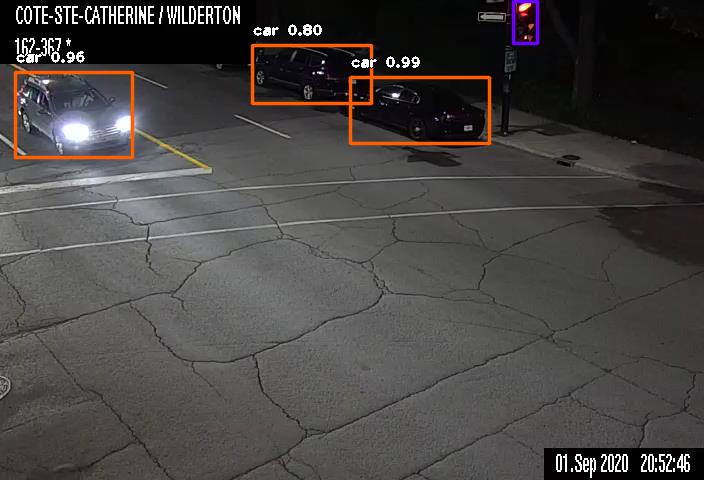 COTE-STE-CATHERINE / WILDERTON
162-367 *
car 0.96
car 0.80
car 0.99
01.Sep 2020 20:52:46